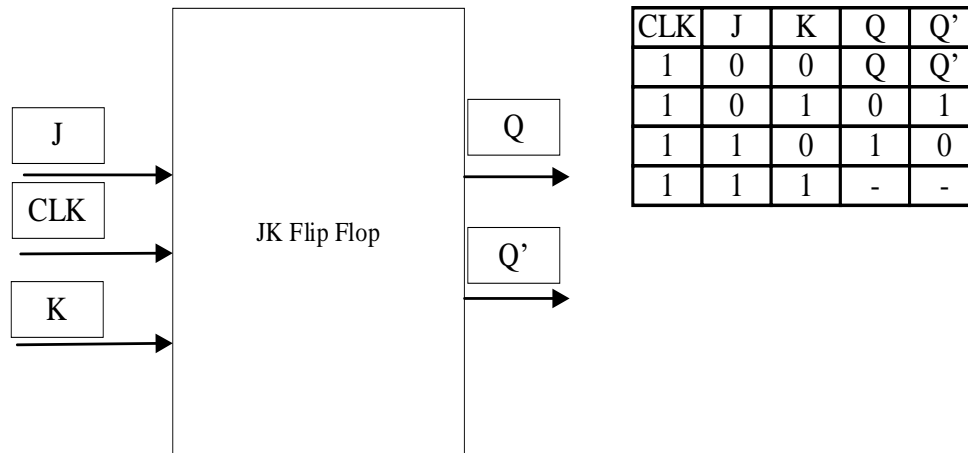 J
CLK
K
JK Flip Flop
Q
Q’
CLK J K Q Q’
1 0 0 Q Q’
1 0 1 0 1
1 1 0 1 0
1 1 1 - -